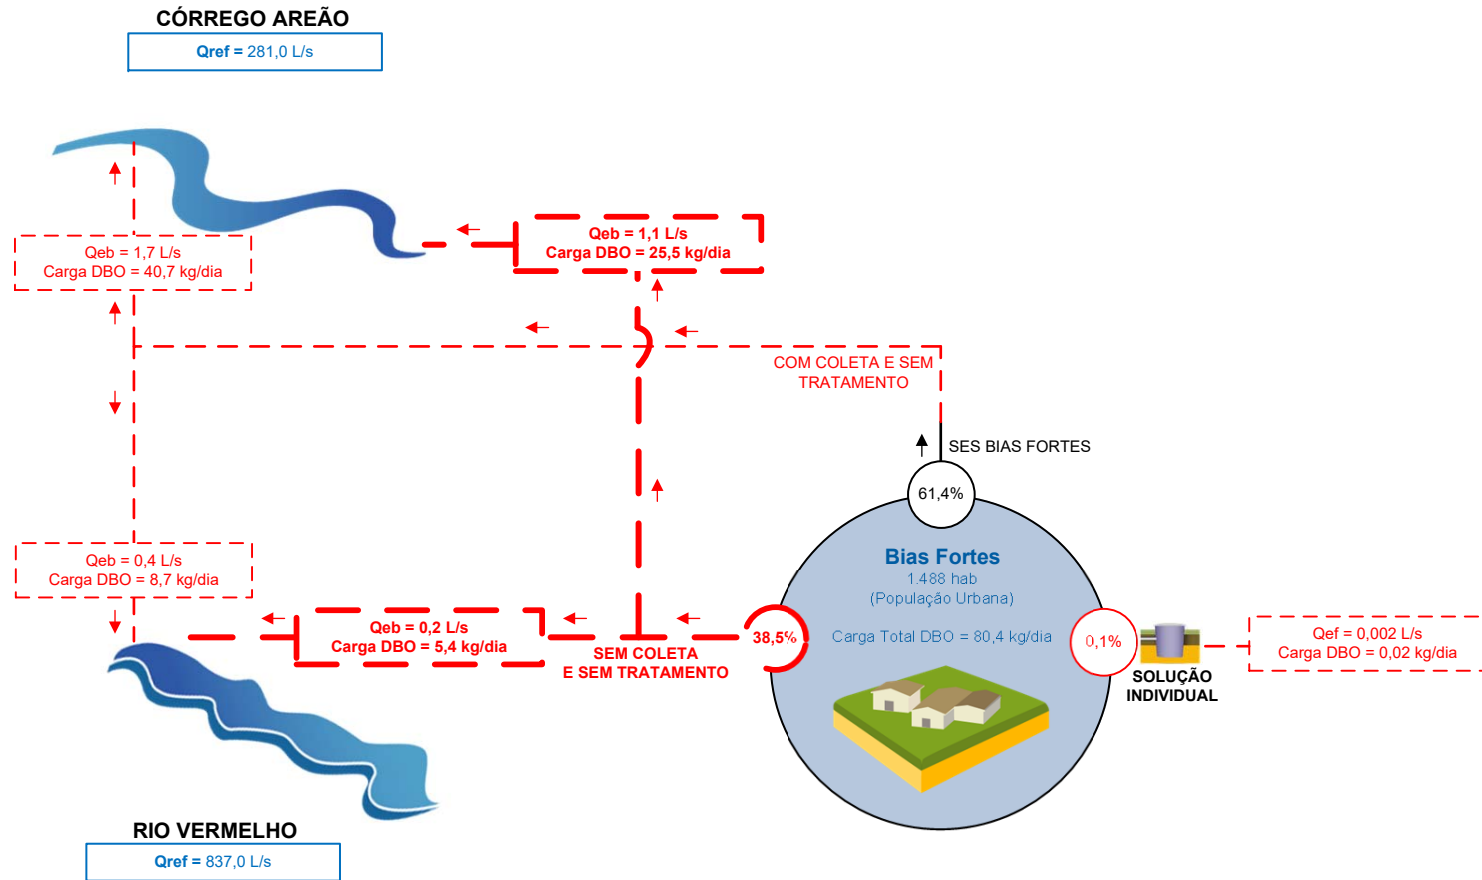 CÓRREGO AREÃO
Qref = 281,0 L/s
Qeb = 1,7 L/s
Carga DBO = 40,7 kg/dia
Qeb = 1,1 L/s
Carga DBO = 25,5 kg/dia
COM COLETA E SEM
TRATAMENTO
SES BIAS FORTES
61,4%
Bias Fortes
1.488 hab
(População Urbana)
Carga Total DBO = 80,4 kg/dia
Qeb = 0,4 L/s
Carga DBO = 8,7 kg/dia
Qeb = 0,2 L/s
Carga DBO = 5,4 kg/dia
SEM COLETA
E SEM TRATAMENTO
38,5%
0,1%
SOLUÇÃO
INDIVIDUAL
Qef = 0,002 L/s
Carga DBO = 0,02 kg/dia
RIO VERMELHO
Qref = 837,0 L/s